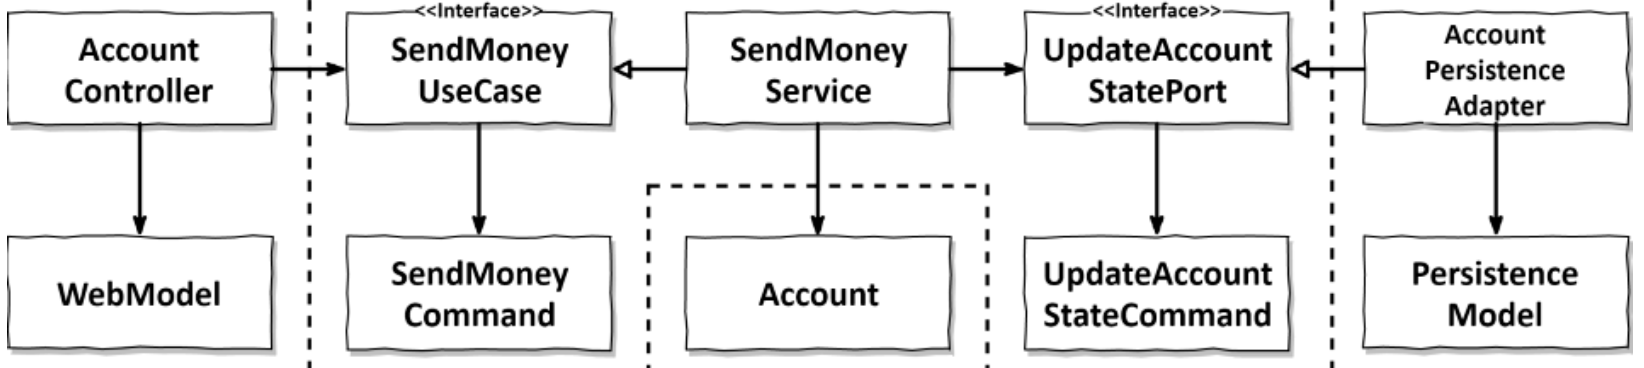 <<Interface>>
<<Interface>>
Account
Controller
SendMoney
UseCase
SendMoney
Service
UpdateAccount
StatePort
Account
Persistence
Adapter
WebModel
SendMoney
Command
Account
UpdateAccount
StateCommand
Persistence
Model